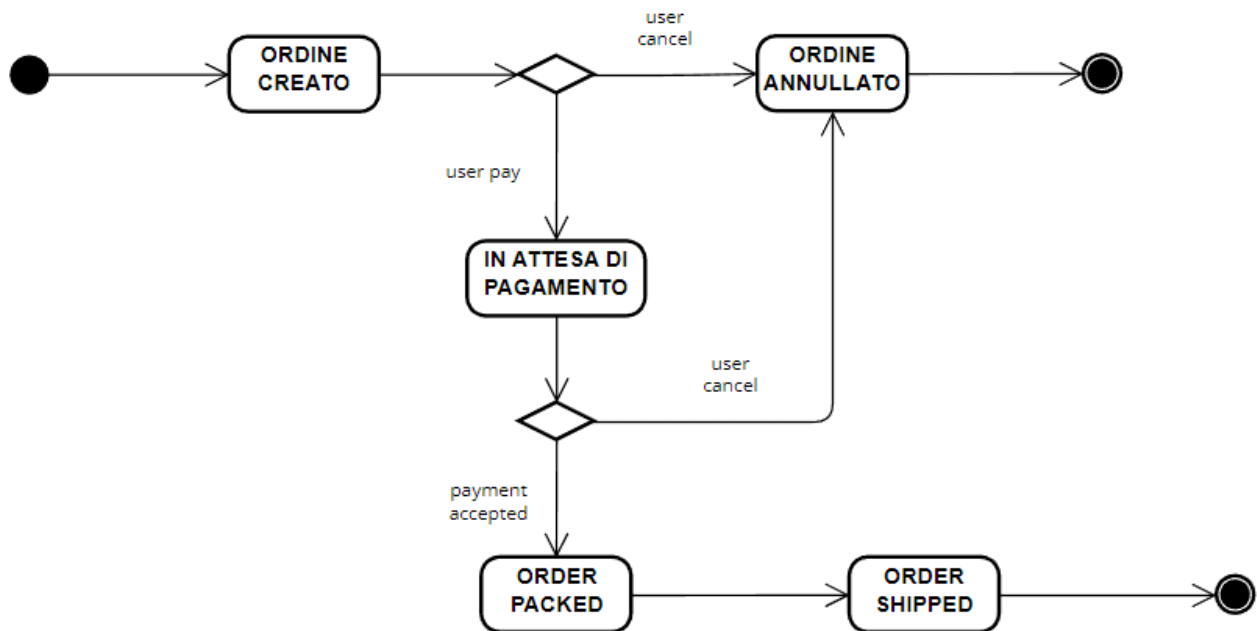 user
cancel
ORDINE
CREATO
ORDINE
ANNULLATO
user pay
IN ATTESA DI
PAGAMENTO
user
cancel
payment
accepted
ORDER
PACKED
ORDER
SHIPPED